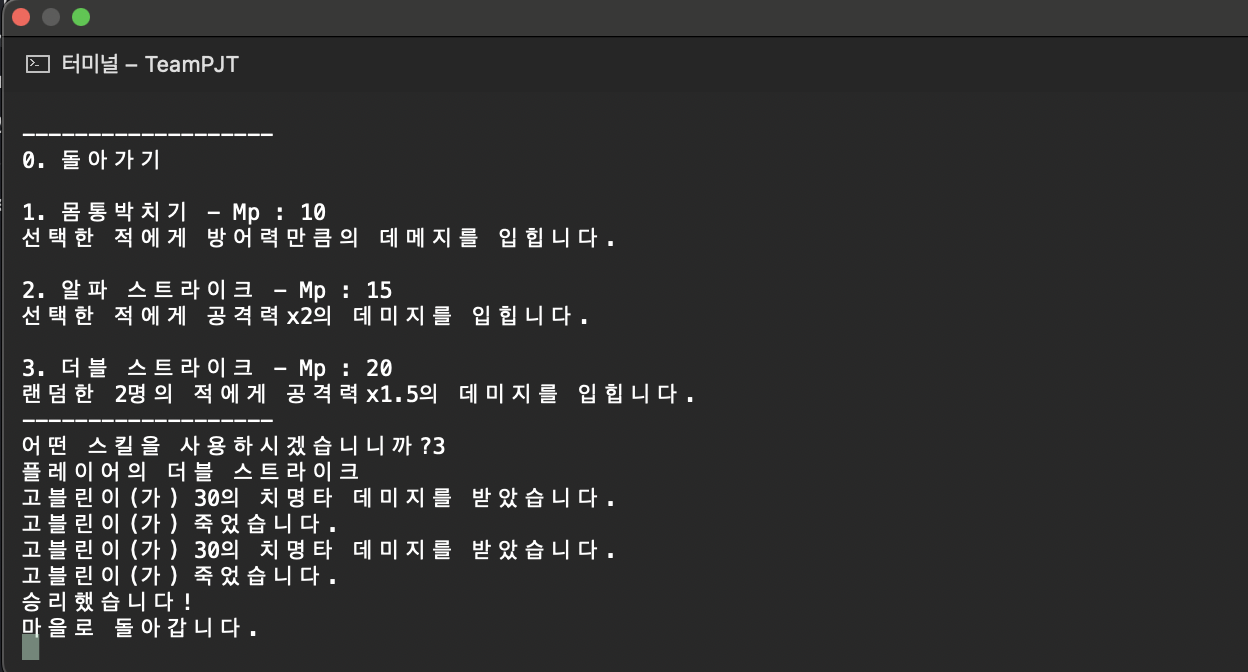 터미널 – TeamPJT
-------------------
0. 돌아가기
1. 몸통박치기 - Mp : 10
선택한 적에게 방어력만큼의 데메지를 입힙니다.
2. 알파 스트라이크 - Mp : 15
선택한 적에게 공격력x2의 데미지를 입힙니다.
3. 더블 스트라이크 - Mp : 20
랜덤한 2명의 적에게 공격력x1.5의 데미지를 입힙니다.
-------------------
어떤 스킬을 사용하시겠습니니까?3
플레이어의 더블 스트라이크
고블린이(가) 30의 치명타 데미지를 받았습니다.
고블린이(가) 죽었습니다.
고블린이(가) 30의 치명타 데미지를 받았습니다.
고블린이(가) 죽었습니다.
승리했습니다!
마을로 돌아갑니다.